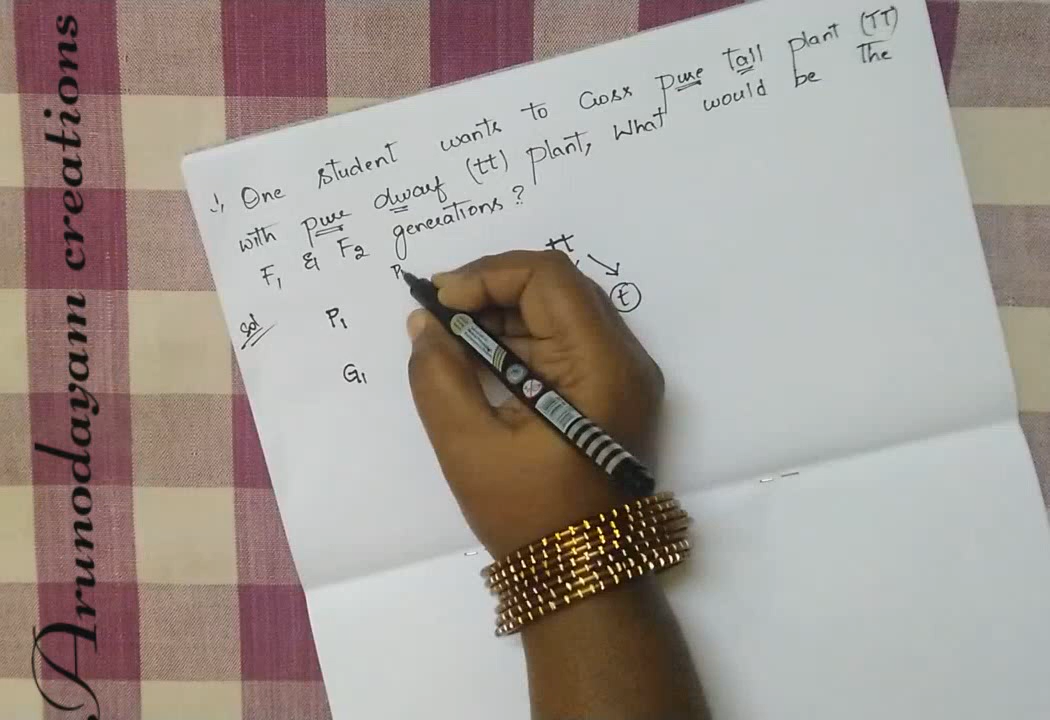 Arunodayam creations
1, One student wants to Cross pure tall plant (TT)
with pure dwarf (tt) plant, What would be the
F1 & F2 generations?
Sol
P
tt
P1
t
G1